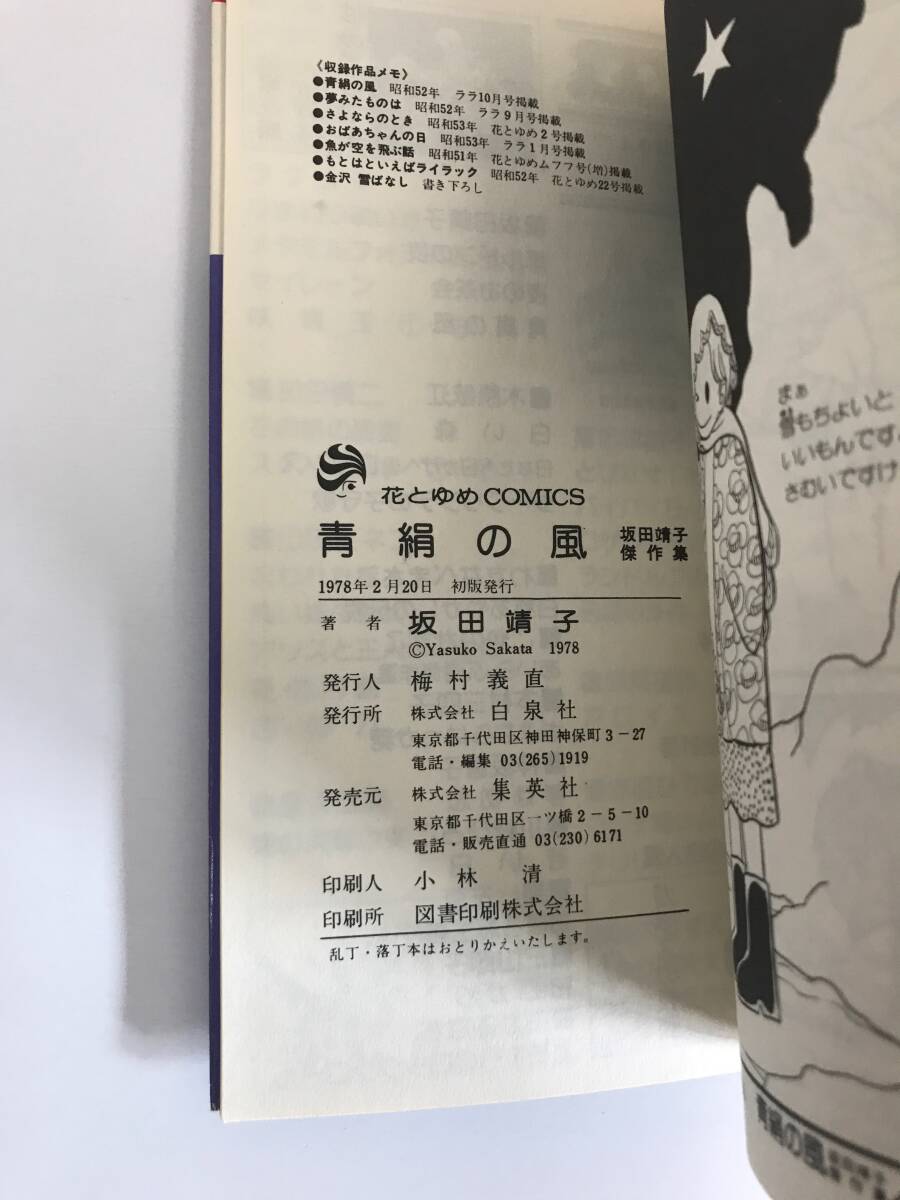 《収録作品メモ》
●青絹の風 昭和52年 ララ10月号掲載
●夢みたものは 昭和52年 ララ9月号掲載
●さよならのとき 昭和53年 花とゆめ2号掲載
●おばあちゃんの日 昭和53年 ララ1月号掲載
●魚が空を飛ぶ話 昭和51年 花とゆめムフフ号(増)掲載
●もとはといえばライラック 昭和52年 花とゆめ22号掲載
●金沢 雪ばなし 書き下ろし
花とゆめCOMICS
青絹の風 坂田靖子傑作集
1978年2月20日 初版発行
著者 坂田靖子
©Yasuko Sakata 1978
発行人 梅村義直
発行所 株式会社 白泉社
東京都千代田区神田神保町3-27
電話・編集 03(265)1919
発売元 株式会社 集英社
東京都千代田区一ツ橋2-5-10
電話・販売直通 03(230)6171
印刷人 小林 清
印刷所 図書印刷株式会社
乱丁・落丁本はおとりかえいたします。
まぁ
もちょいと
いいもんです
さむいですけ
青絹の風